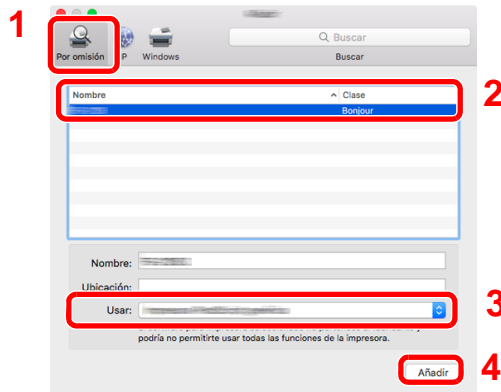 1
Buscar
Por omisión P Windows Buscar
2
Nombre Clase
Bonjour
Nombre:
Ubicación:
Usar:
3
podría no permitirte usar todas las funciones de la impresora.
Añadir
4